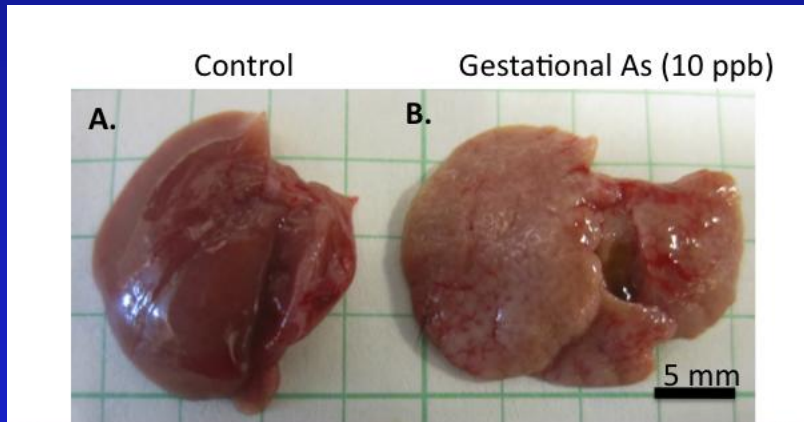 Control
Gestational As (10 ppb)
A.
B.
5 mm